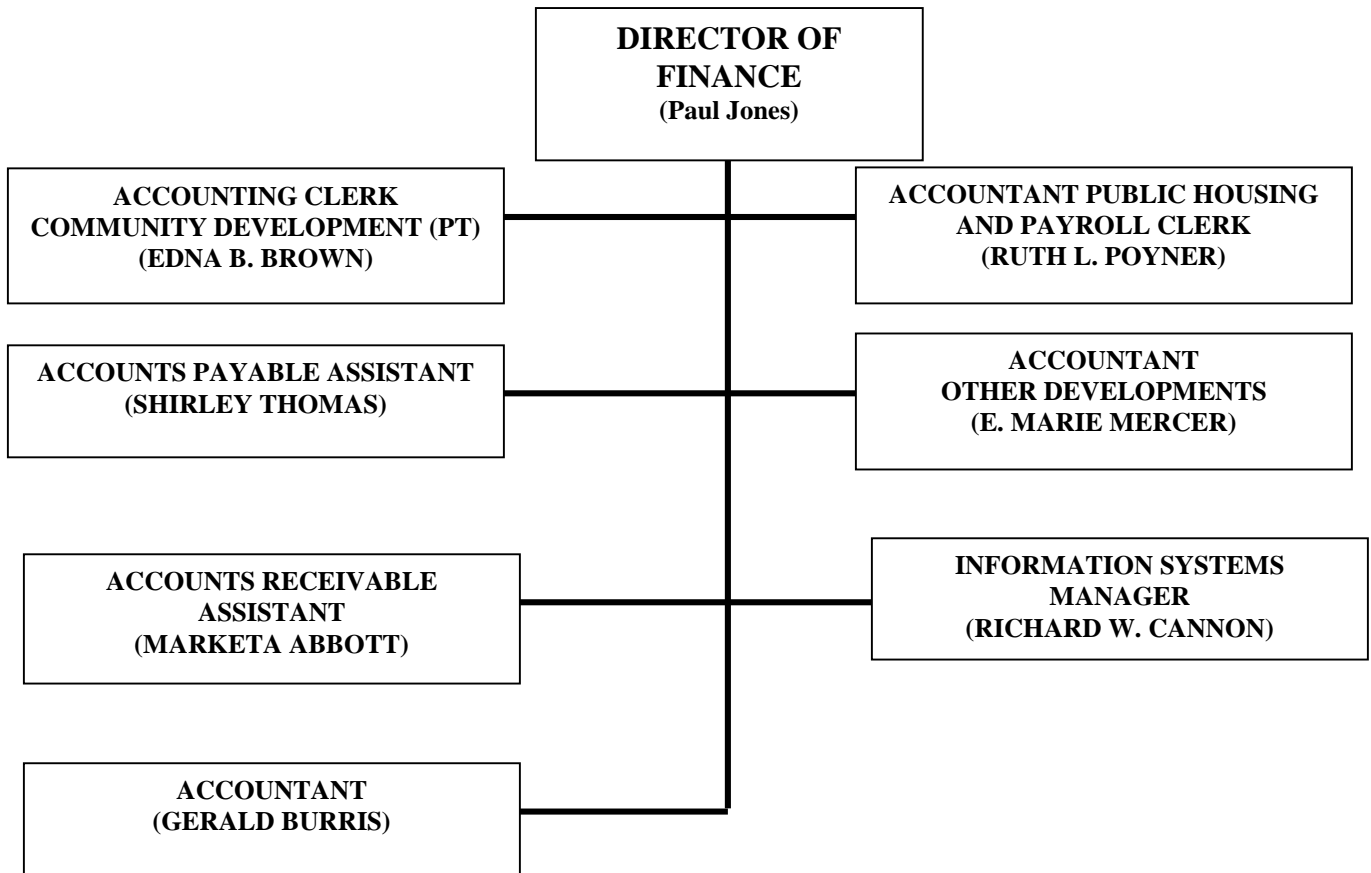 DIRECTOR OF
FINANCE
(Paul Jones)
ACCOUNTING CLERK
COMMUNITY DEVELOPMENT (PT)
(EDNA B. BROWN)
ACCOUNTANT PUBLIC HOUSING
AND PAYROLL CLERK
(RUTH L. POYNER)
ACCOUNTS PAYABLE ASSISTANT
(SHIRLEY THOMAS)
ACCOUNTANT
OTHER DEVELOPMENTS
(E. MARIE MERCER)
ACCOUNTS RECEIVABLE
ASSISTANT
(MARKETA ABBOTT)
INFORMATION SYSTEMS
MANAGER
(RICHARD W. CANNON)
ACCOUNTANT
(GERALD BURRIS)